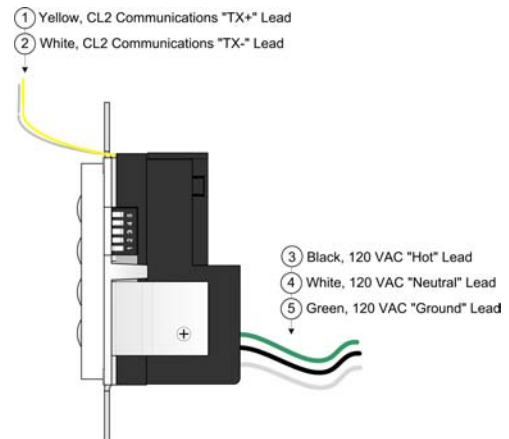 1 Yellow, CL2 Communications "TX+" Lead
2 White, CL2 Communications "TX-" Lead
3 Black, 120 VAC "Hot" Lead
4 White, 120 VAC "Neutral" Lead
5 Green, 120 VAC "Ground" Lead